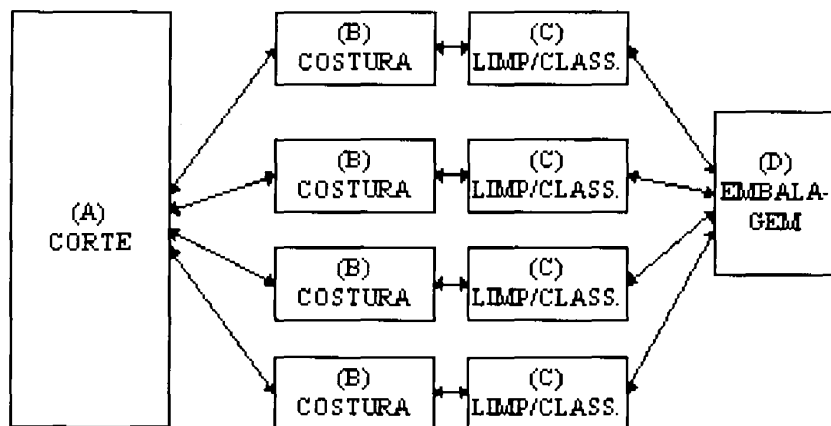 (A)
CORTE
(B)
COSTURA
(C)
LIMP/CLASS.
(B)
COSTURA
(C)
LIMP/CLASS.
(B)
COSTURA
(C)
LIMP/CLASS.
(B)
COSTURA
(C)
LIMP/CLASS.
(D)
EMBALA-
GEM